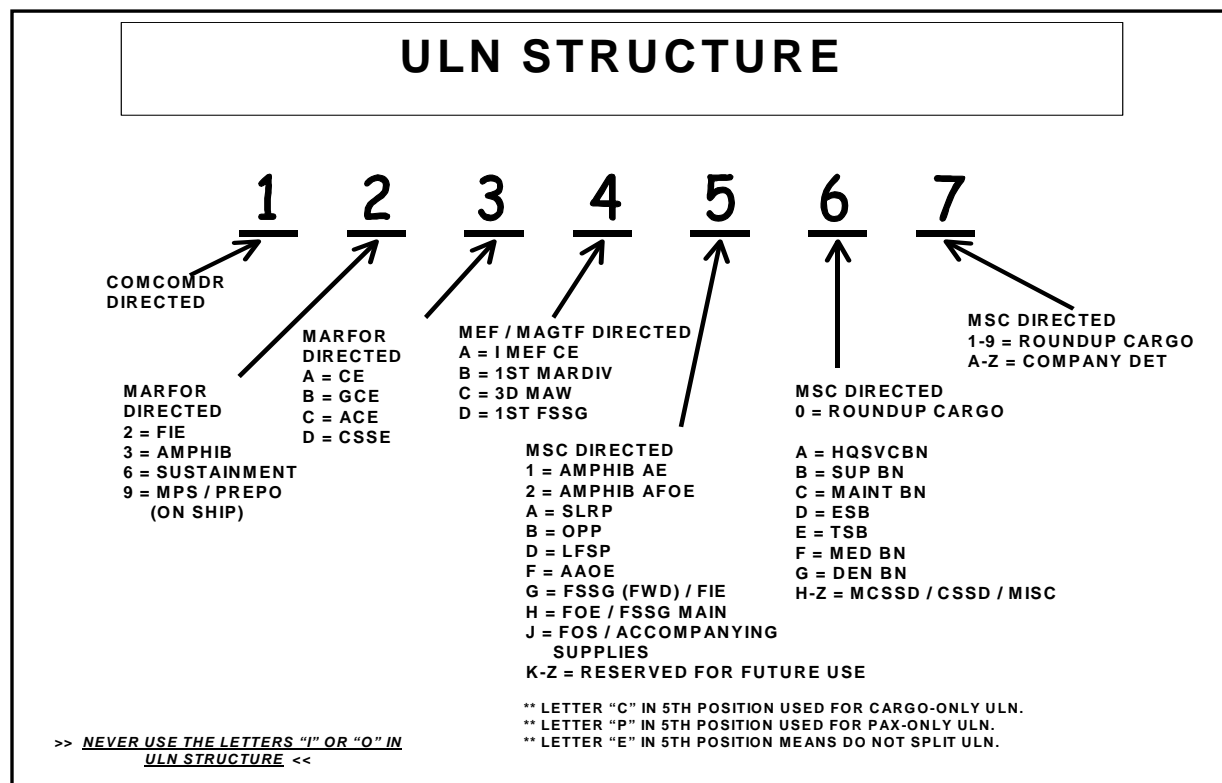 ULN STRUCTURE
1 2 3 4 5 6 7
COMCOMDR
DIRECTED
MARFOR
DIRECTED
2 = FIE
3 = AMPHIB
6 = SUSTAINMENT
9 = MPS / PREPO
(ON SHIP)
MARFOR
DIRECTED
A = CE
B = GCE
C = ACE
D = CSSE
MEF / MAGTF DIRECTED
A = I MEF CE
B = 1ST MARDIV
C = 3D MAW
D = 1ST FSSG
MSC DIRECTED
1 = AMPHIB AE
2 = AMPHIB AFOE
A = SLRP
B = OPP
D = LFSP
F = AAOE
G = FSSG (FWD) / FIE
H = FOE / FSSG MAIN
J = FOS / ACCOMPANYING
SUPPLIES
K-Z = RESERVED FOR FUTURE USE
MSC DIRECTED
0 = ROUNDUP CARGO
A = HQSVCBN
B = SUP BN
C = MAINT BN
D = ESB
E = TSB
F = MED BN
G = DEN BN
H-Z = MCSSD / CSSD / MISC
MSC DIRECTED
1-9 = ROUNDUP CARGO
A-Z = COMPANY DET
** LETTER “C” IN 5TH POSITION USED FOR CARGO-ONLY ULN.
** LETTER “P” IN 5TH POSITION USED FOR PAX-ONLY ULN.
** LETTER “E” IN 5TH POSITION MEANS DO NOT SPLIT ULN.
>> NEVER USE THE LETTERS “I” OR “O” IN
ULN STRUCTURE <<